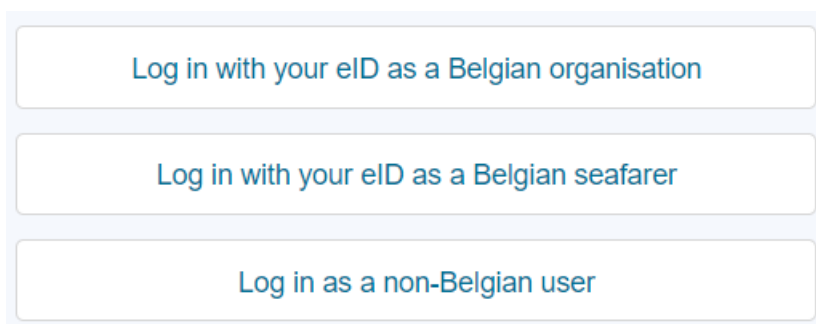 Log in with your eID as a Belgian organisation
Log in with your eID as a Belgian seafarer
Log in as a non-Belgian user